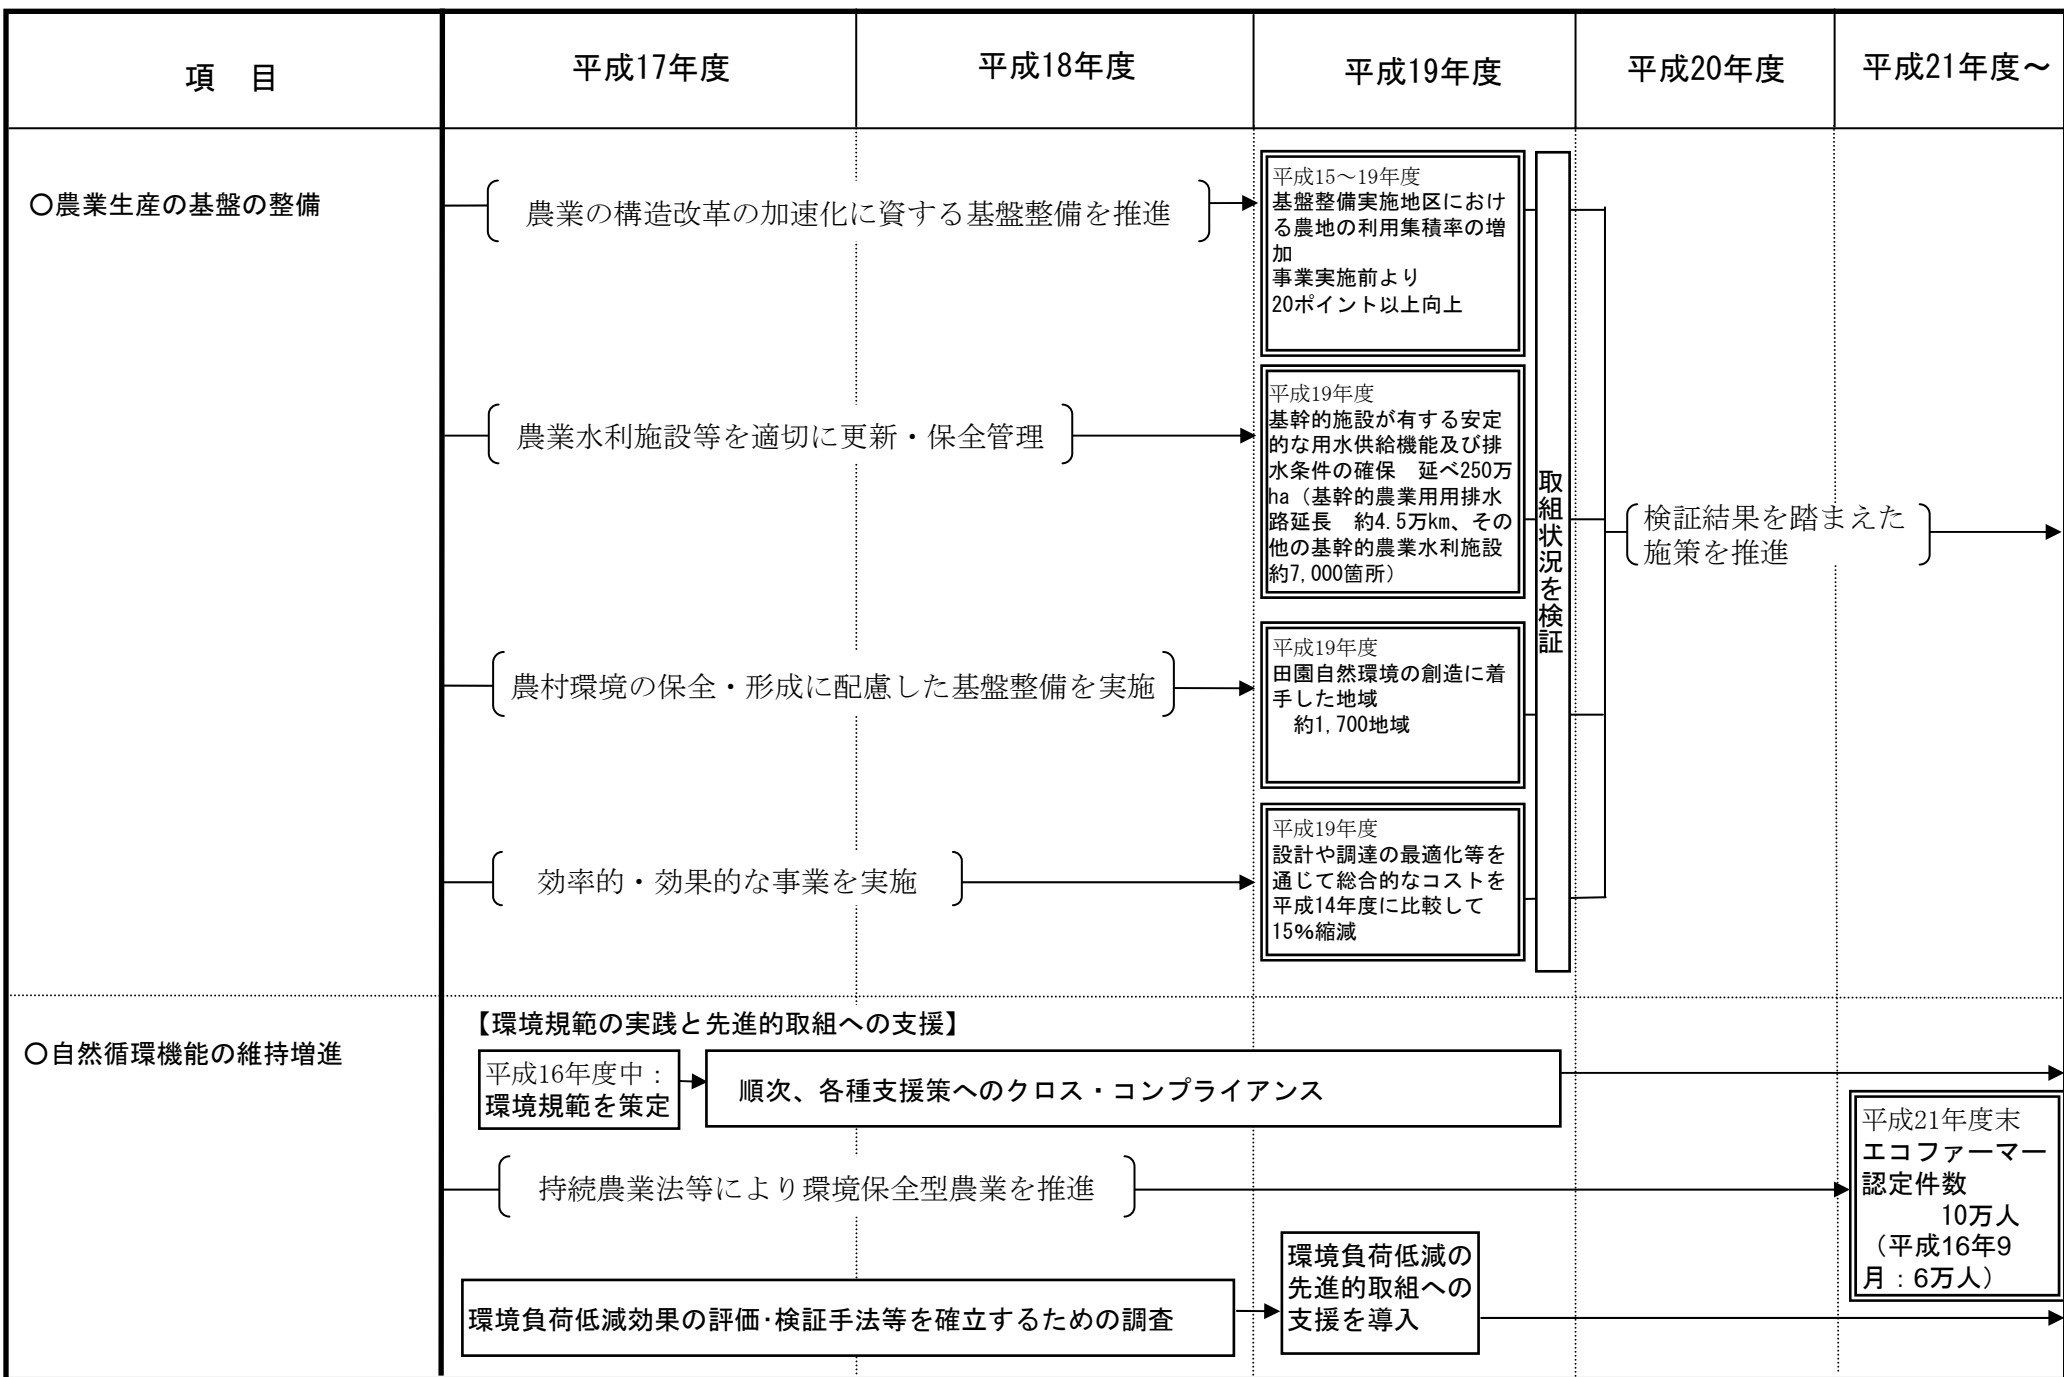 項　目
平成17年度
平成18年度
平成19年度
平成20年度
平成21年度～
○農業生産の基盤の整備
農業の構造改革の加速化に資する基盤整備を推進
平成15～19年度
基盤整備実施地区におけ
る農地の利用集積率の増
加
事業実施前より
20ポイント以上向上
農業水利施設等を適切に更新・保全管理
平成19年度
基幹的施設が有する安定
的な用水供給機能及び排
水条件の確保　延べ250万
ha（基幹的農業用用排水
路延長　約4.5万km、その
他の基幹的農業水利施設
約7,000箇所）
農村環境の保全・形成に配慮した基盤整備を実施
平成19年度
田園自然環境の創造に着
手した地域
約1,700地域
効率的・効果的な事業を実施
平成19年度
設計や調達の最適化等を
通じて総合的なコストを
平成14年度に比較して
15%縮減
取組状況を検証
検証結果を踏まえた
施策を推進
○自然循環機能の維持増進
【環境規範の実践と先進的取組への支援】
平成16年度中：
環境規範を策定
順次、各種支援策へのクロス・コンプライアンス
持続農業法等により環境保全型農業を推進
平成21年度末
エコファーマー
認定件数
10万人
（平成16年9
月：6万人）
環境負荷低減効果の評価･検証手法等を確立するための調査
環境負荷低減の
先進的取組への
支援を導入